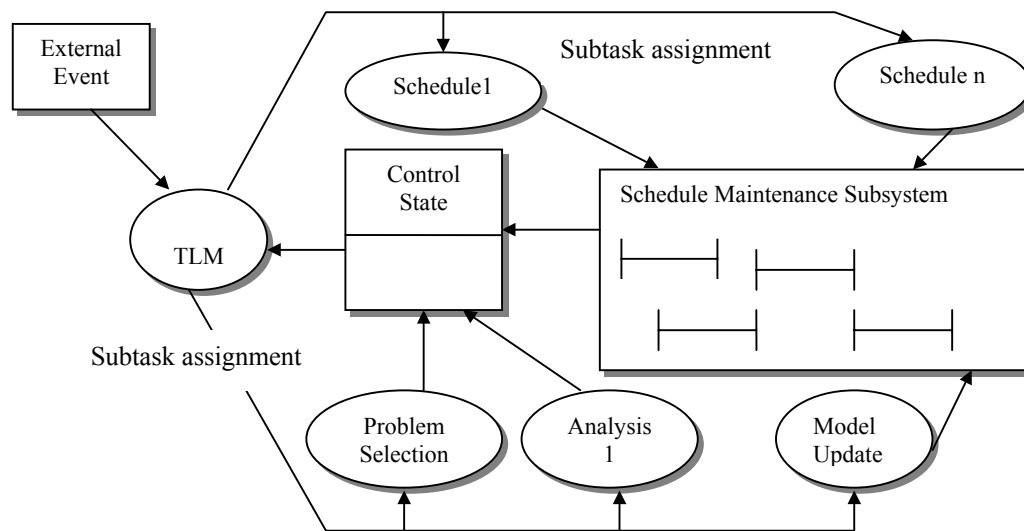 External
Event
Subtask assignment
Schedule1
Schedule n
Control
State
Schedule Maintenance Subsystem
TLM
Subtask assignment
Problem
Selection
Analysis
1
Model
Update